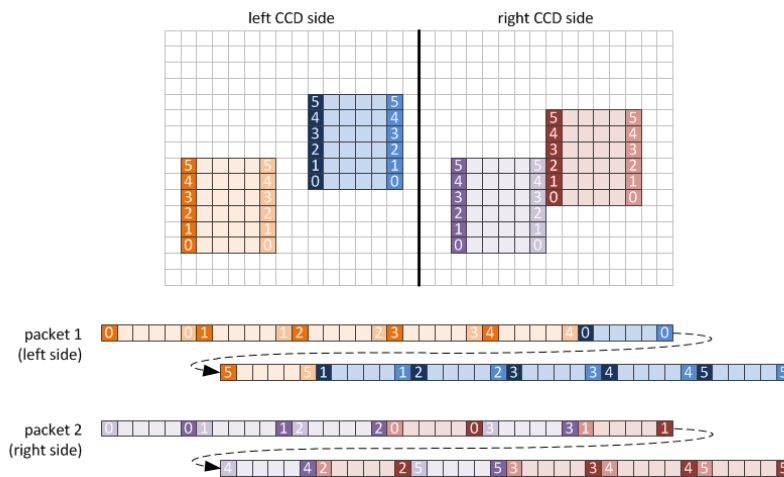 left CCD side right CCD side
5 5
5 5 4 4
4 4 3 3
3 3 5 5 2 2
5 5 2 2 4 4 1 1
4 4 1 1 3 3 0 0
3 3 0 0 2 2
2 2 1 1
1 1 0 0
0 0
packet 1 0 0 1 1 2 2 3 3 4 4 0 0
(left side)
5 5 1 1 2 2 3 3 4 4 5 5
packet 2 0 0 1 1 2 2 0 0 3 3 1 1
(right side)
4 4 2 2 5 5 3 3 4 4 5 5